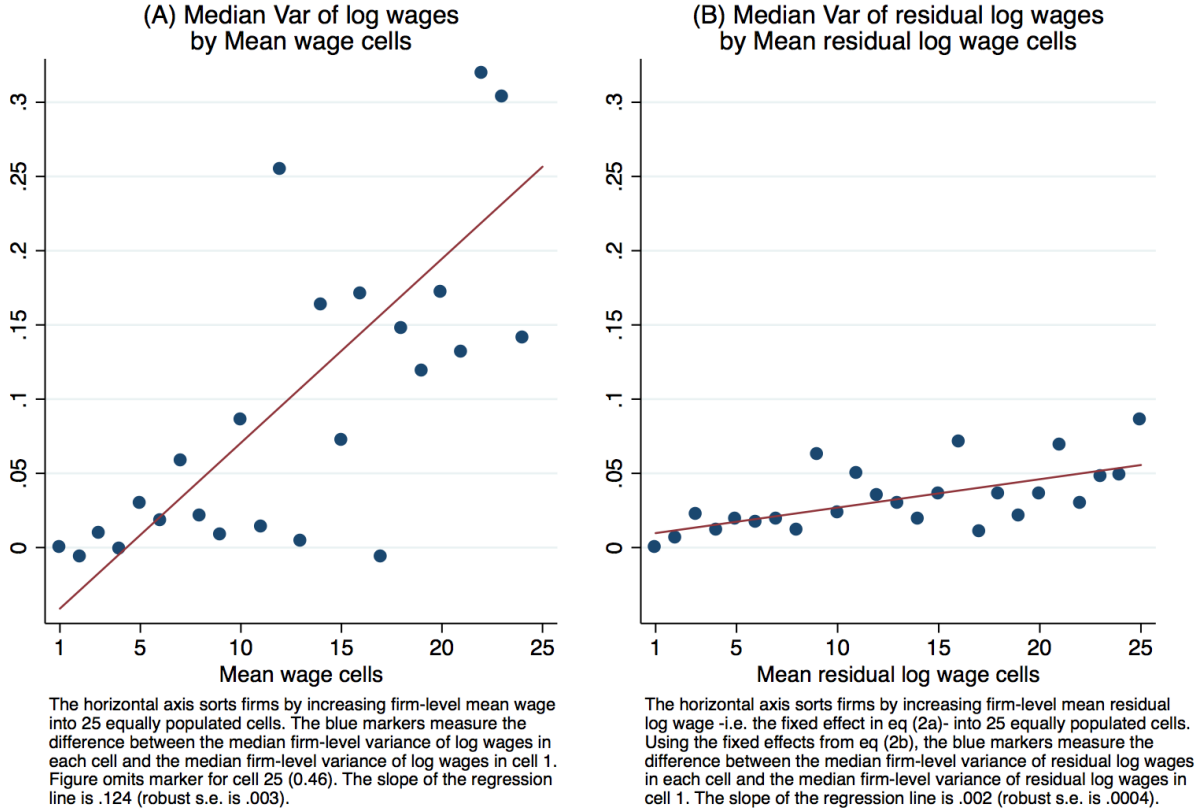 (A) Median Var of log wages
by Mean wage cells
.3
.25
.2
.15
.1
.05
0
1 5 10 15 20 25
Mean wage cells
The horizontal axis sorts firms by increasing firm-level mean wage
into 25 equally populated cells. The blue markers measure the
difference between the median firm-level variance of log wages in
each cell and the median firm-level variance of log wages in cell 1.
Figure omits marker for cell 25 (0.46). The slope of the regression
line is .124 (robust s.e. is .003).
(B) Median Var of residual log wages
by Mean residual log wage cells
.3
.25
.2
.15
.1
.05
0
1 5 10 15 20 25
Mean residual log wage cells
The horizontal axis sorts firms by increasing firm-level mean residual
log wage -i.e. the fixed effect in eq (2a)- into 25 equally populated cells.
Using the fixed effects from eq (2b), the blue markers measure the
difference between the median firm-level variance of residual log wages
in each cell and the median firm-level variance of residual log wages in
cell 1. The slope of the regression line is .002 (robust s.e. is .0004).